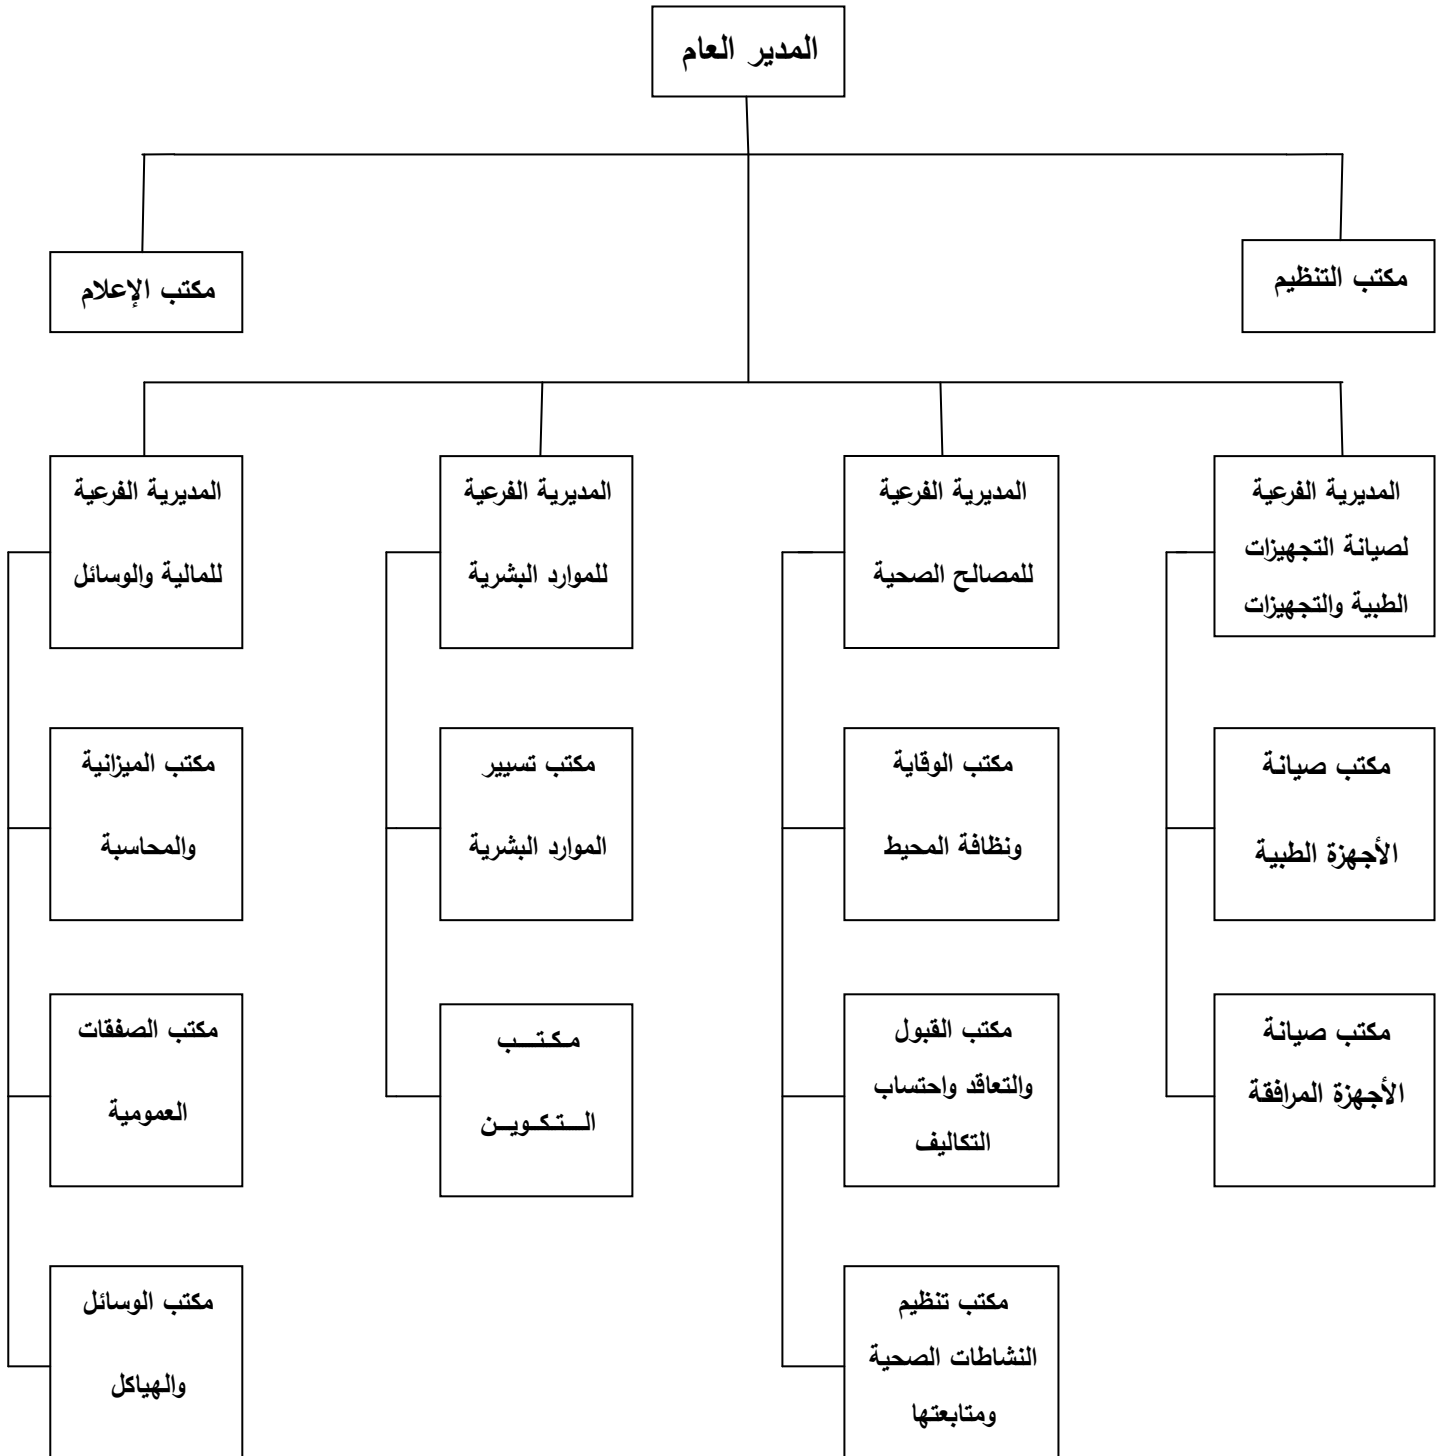 المدير العام
مكتب التنظيم
مكتب الإعلام
المديرية الفرعية
لصيانة التجهيزات
الطبية والتجهيزات
المديرية الفرعية
للمصالح الصحية
المديرية الفرعية
للموارد البشرية
المديرية الفرعية
للمالية والوسائل
مكتب صيانة
الأجهزة الطبية
مكتب الوقاية
ونظافة المحيط
مكتب تسيير
الموارد البشرية
مكتب الميزانية
والمحاسبة
مكتب صيانة
الأجهزة المرافقة
مكتب القبول
والتعاقد واحتساب
التكاليف
مـكـتـــب
الـــتـكــويــن
مكتب الصفقات
العمومية
مكتب تنظيم
النشاطات الصحية
ومتابعتها
مكتب الوسائل
والهياكل